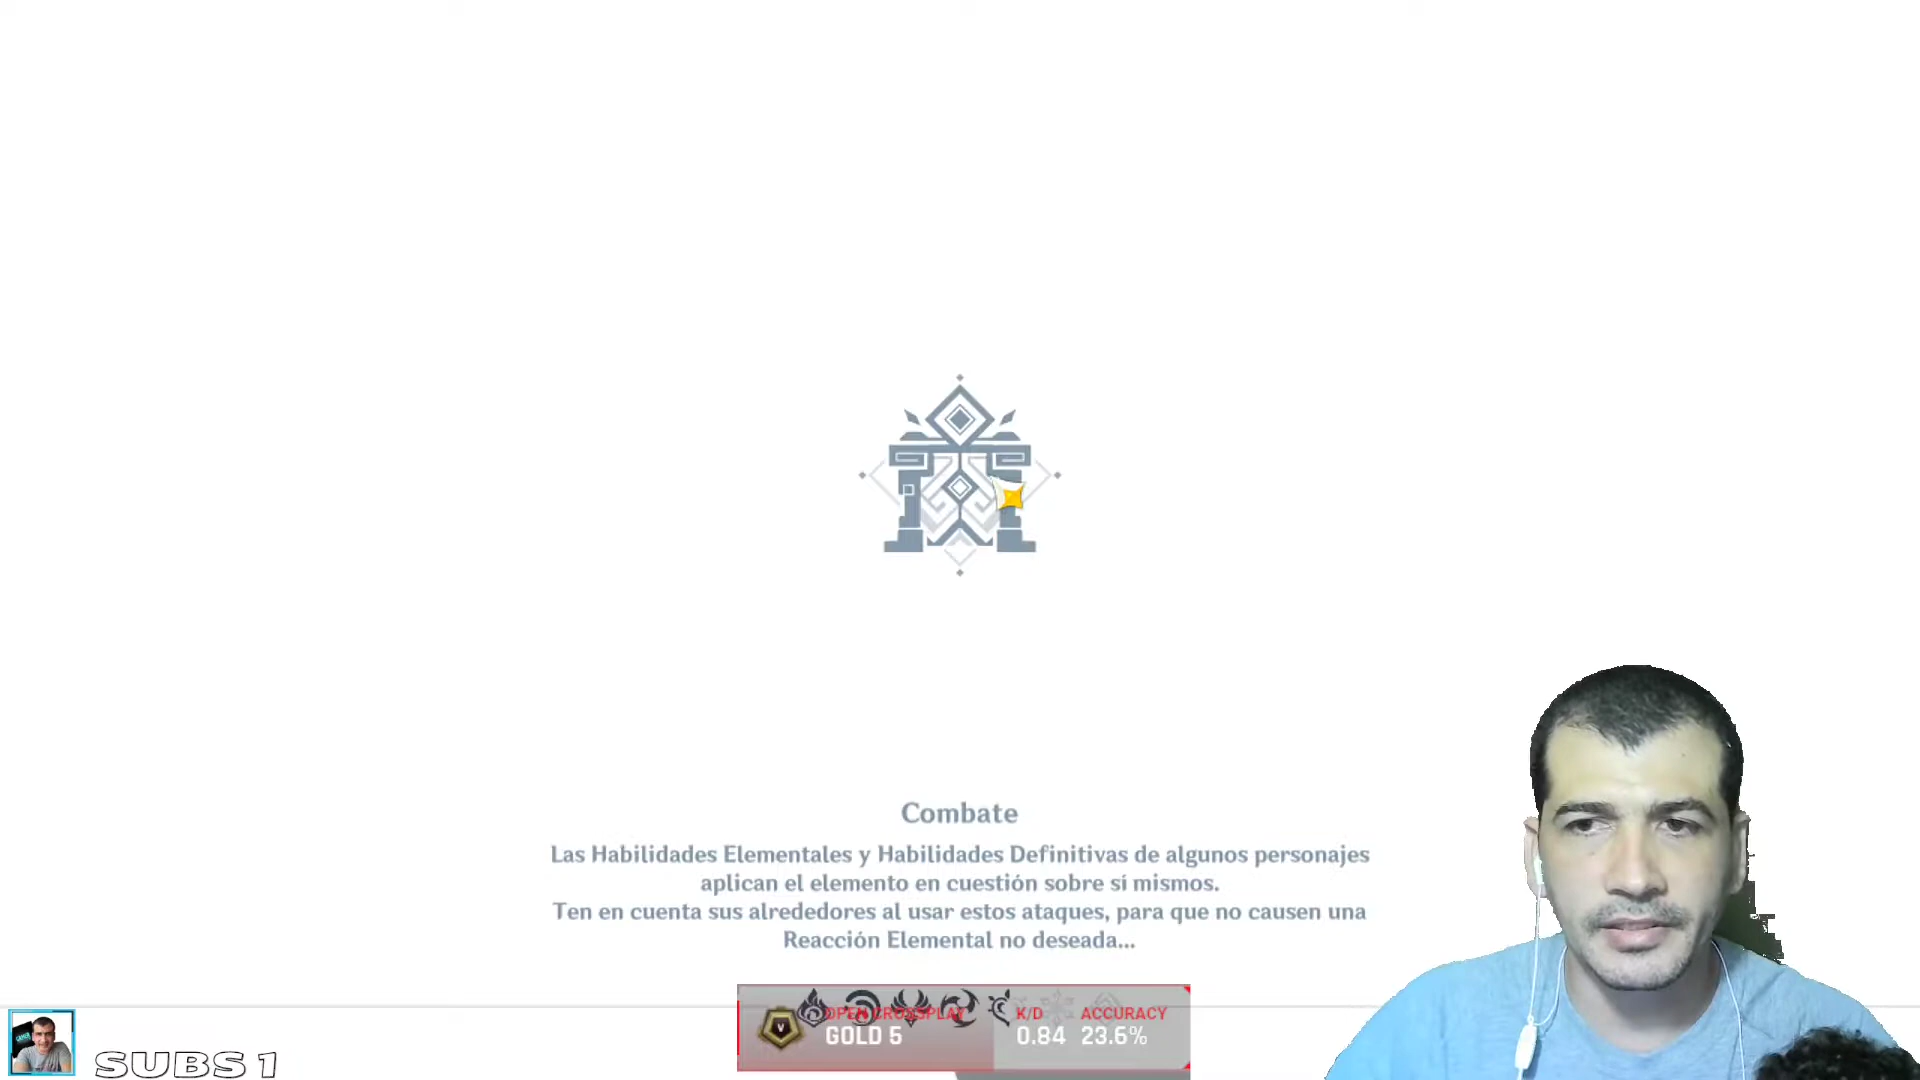 Combate
Las Habilidades Elementales y Habilidades Definitivas de algunos personajes
aplican el elemento en cuestión sobre sí mismos.
Ten en cuenta sus alrededores al usar estos ataques, para que no causen una
Reacción Elemental no deseada...
OPEN CROSSPLAY K/D ACCURACY
V GOLD 5 0.84 23.6%
SUBS 1